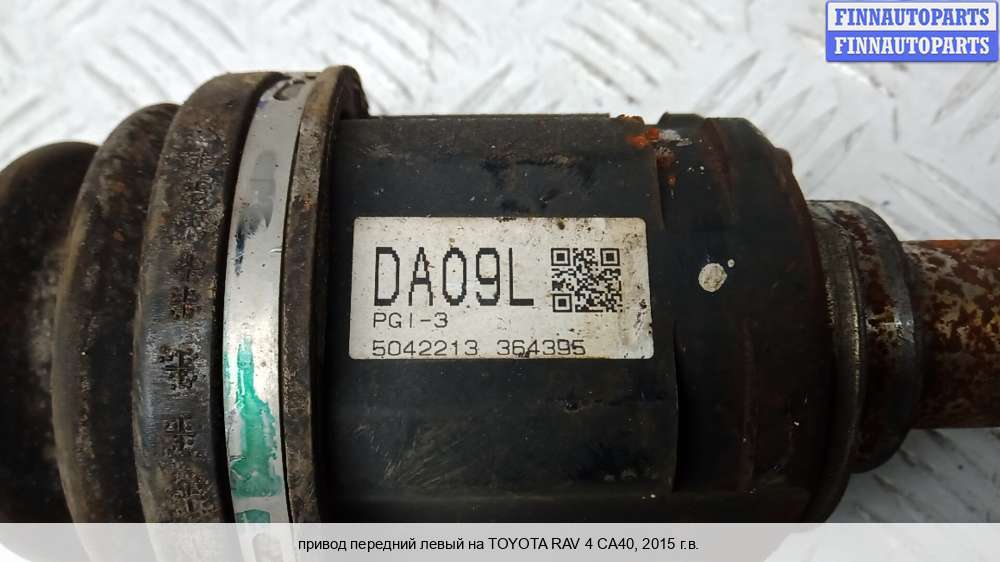 FINNAUTOPARTS
FINNAUTOPARTS
DA09L
PGI-3
5042213 364395
привод передний левый на TOYOTA RAV 4 CA40, 2015 г.в.